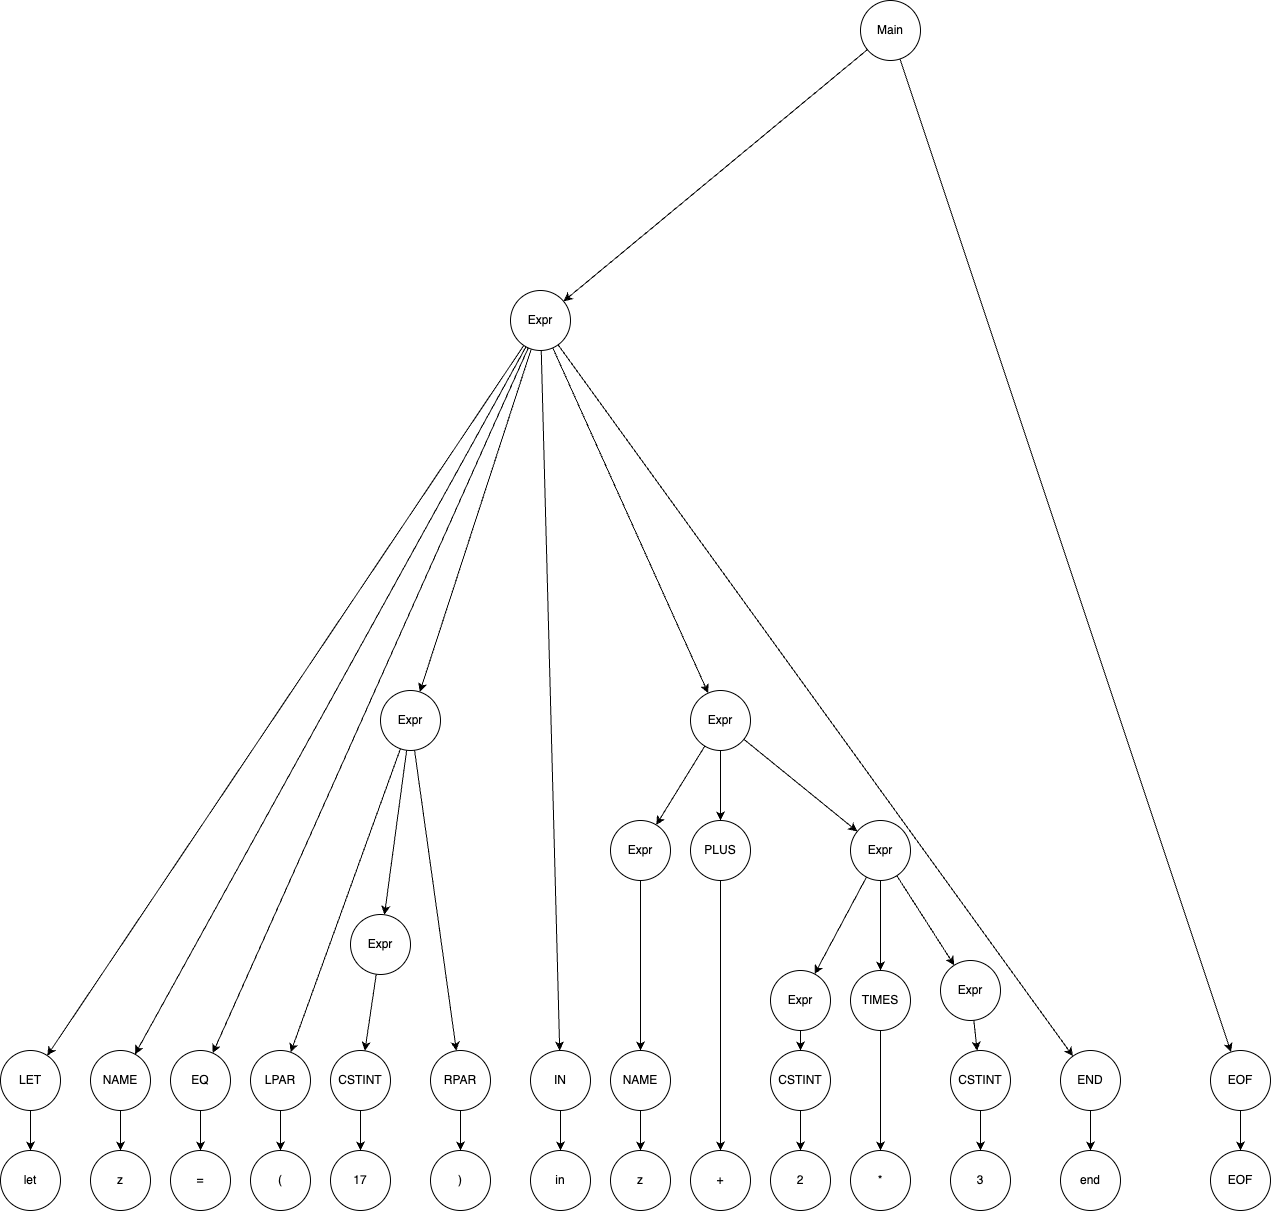 Main
Expr
Expr
Expr
Expr
PLUS
Expr
Expr
Expr
TIMES
Expr
LET
NAME
EQ
LPAR
CSTINT
RPAR
IN
NAME
CSTINT
CSTINT
END
EOF
let
z
=
(
17
)
in
z
+
2
*
3
end
EOF